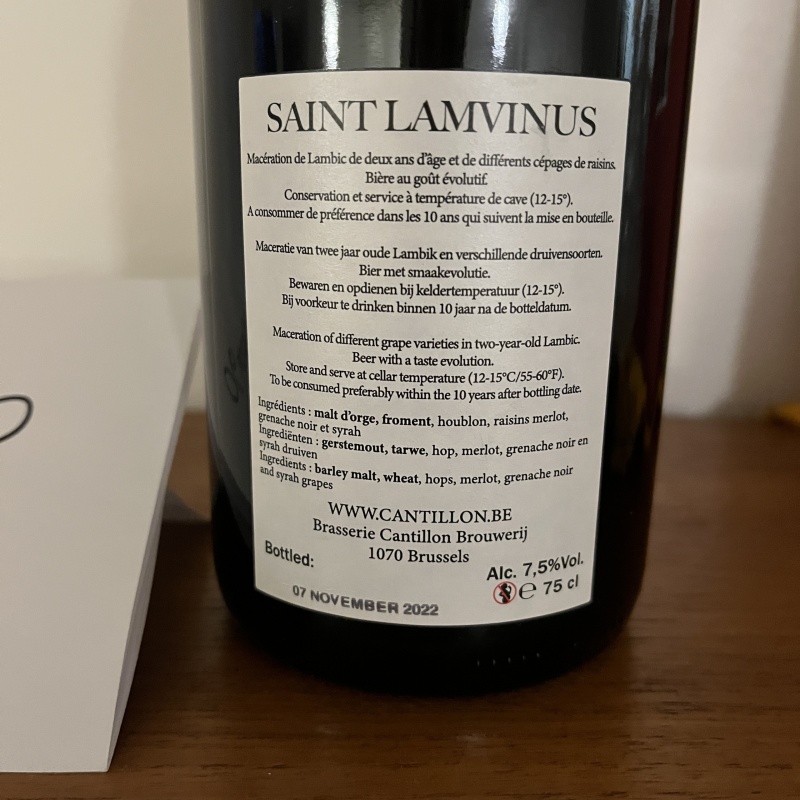 SAINT LAMVINUS
Macération de Lambic de deux ans d'âge et de différents cépages de raisins.
Bière au goût évolutif.
Conservation et service à température de cave (12-15°).
A consommer de préférence dans les 10 ans qui suivent la mise en bouteille.
Maceratie van twee jaar oude Lambik en verschillende druivensoorten.
Bier met smaakevolutie.
Bewaren en opdienen bij keldertemperatuur (12-15°).
Bij voorkeur te drinken binnen 10 jaar na de botteldatum.
Maceration of different grape varieties in two-year-old Lambic.
Beer with a taste evolution.
Store and serve at cellar temperature (12-15°C/55-60°F).
To be consumed preferably within the 10 years after bottling date.
Ingrédients : malt d'orge, froment, houblon, raisins merlot,
grenache noir et syrah
Ingrediënten : gerstemout, tarwe, hop, merlot, grenache noir en
syrah druiven
Ingredients : barley malt, wheat, hops, merlot, grenache noir
and syrah grapes
WWW.CANTILLON.BE
Brasserie Cantillon Brouwerij
1070 Brussels
Bottled:
07 NOVEMBER 2022
Alc. 7,5%Vol.
℮ 75 cl